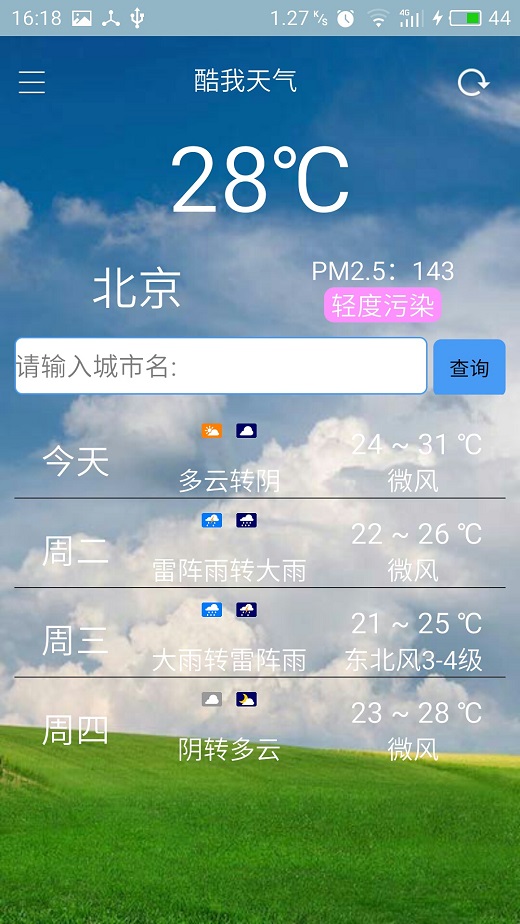 16:18 1.27 K/s 4G 44
酷我天气
28℃
北京
PM2.5：143
轻度污染
请输入城市名:
查询
今天
多云转阴
24 ~ 31 ℃
微风
周二
雷阵雨转大雨
22 ~ 26 ℃
微风
周三
大雨转雷阵雨
21 ~ 25 ℃
东北风3-4级
周四
阴转多云
23 ~ 28 ℃
微风